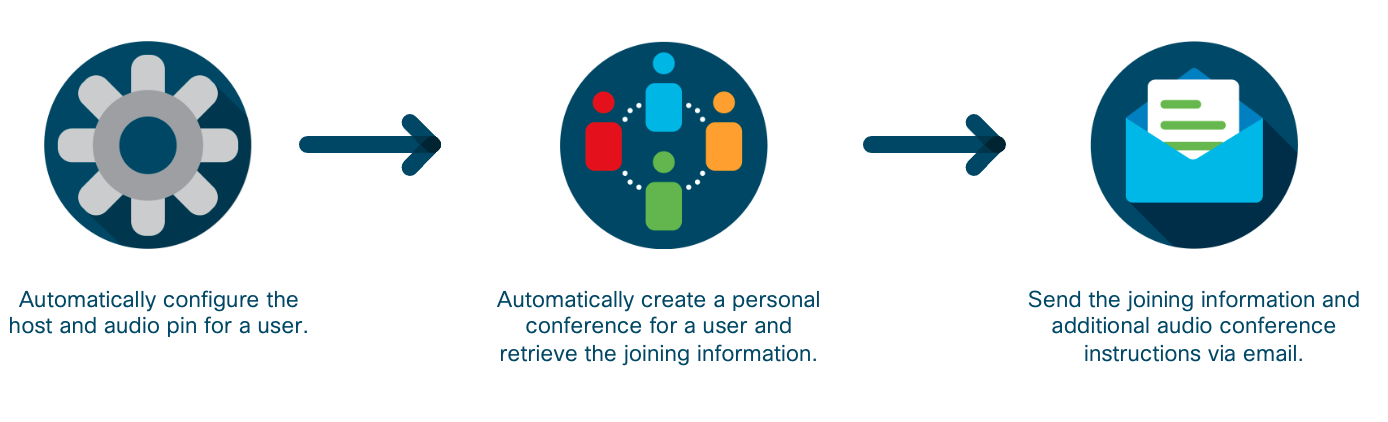 Automatically configure the
host and audio pin for a user.
Automatically create a personal
conference for a user and
retrieve the joining information.
Send the joining information and
additional audio conference
instructions via email.